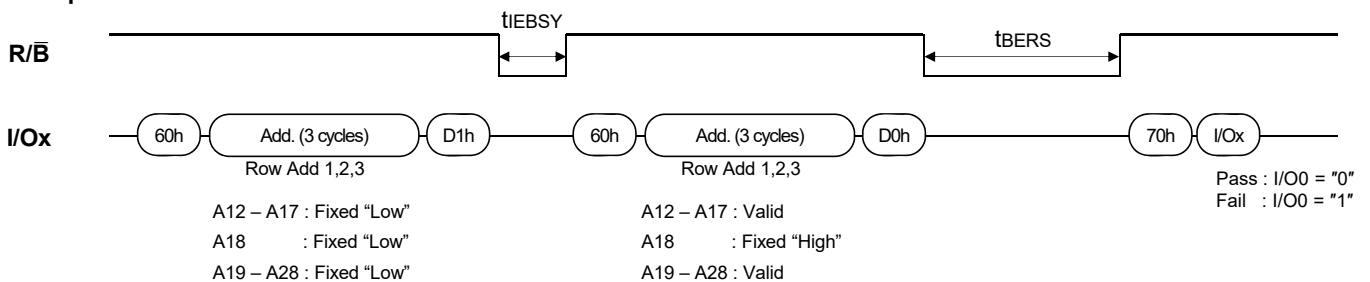 tIEBSY
tBERS
R/B̅
I/Ox
60h Add. (3 cycles) D1h 60h Add. (3 cycles) D0h 70h I/Ox
Row Add 1,2,3 Row Add 1,2,3
Pass : I/O0 = "0"
Fail : I/O0 = "1"
A12 – A17 : Fixed “Low” A12 – A17 : Valid
A18 : Fixed “Low” A18 : Fixed “High”
A19 – A28 : Fixed “Low” A19 – A28 : Valid